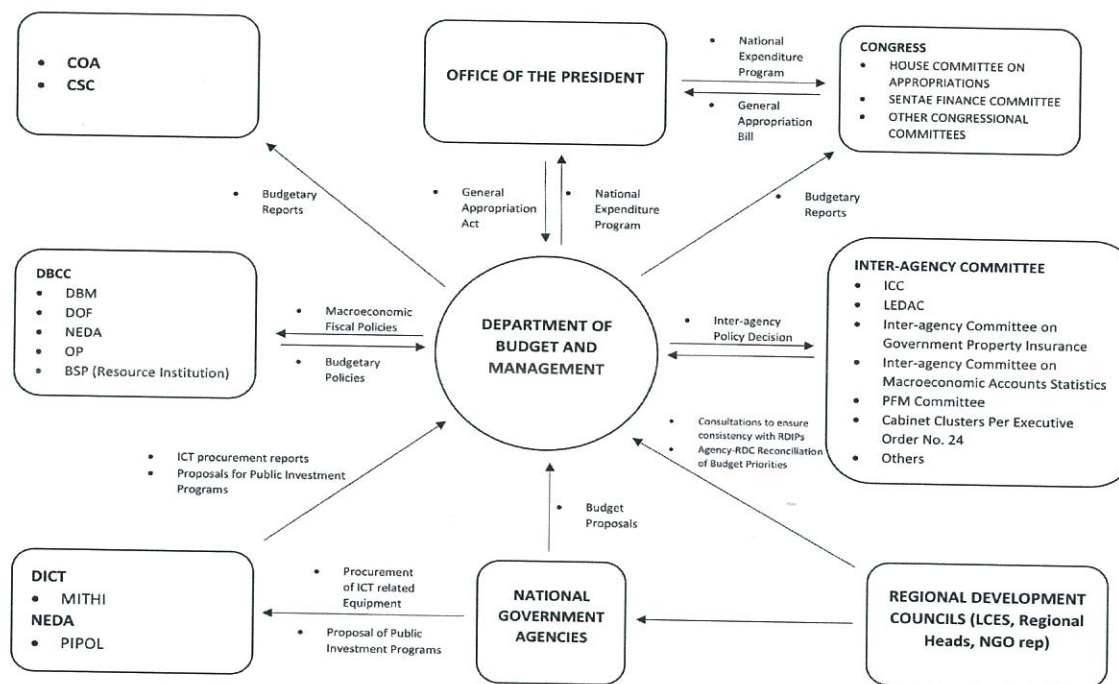 • COA
• CSC
OFFICE OF THE PRESIDENT
• National
Expenditure
Program
• General
Appropriation
Bill
CONGRESS
• HOUSE COMMITTEE ON
APPROPRIATIONS
• SENTAE FINANCE COMMITTEE
• OTHER CONGRESSIONAL
COMMITTEES
• Budgetary
Reports
• General
Appropriation
Act
• National
Expenditure
Program
• Budgetary
Reports
DBCC
• DBM
• DOF
• NEDA
• OP
• BSP (Resource Institution)
• Macroeconomic
Fiscal Policies
• Budgetary
Policies
DEPARTMENT OF
BUDGET AND
MANAGEMENT
• Inter-agency
Policy Decision
INTER-AGENCY COMMITTEE
• ICC
• LEDAC
• Inter-agency Committee on
Government Property Insurance
• Inter-agency Committee on
Macroeconomic Accounts Statistics
• PFM Committee
• Cabinet Clusters Per Executive
Order No. 24
• Others
• ICT procurement reports
• Proposals for Public Investment
Programs
• Consultations to ensure
consistency with RDIPs
• Agency-RDC Reconciliation
of Budget Priorities
• Budget
Proposals
DICT
• MITHI
NEDA
• PIPOL
• Procurement
of ICT related
Equipment
• Proposal of Public
Investment Programs
NATIONAL
GOVERNMENT
AGENCIES
REGIONAL DEVELOPMENT
COUNCILS (LCES, Regional
Heads, NGO rep)